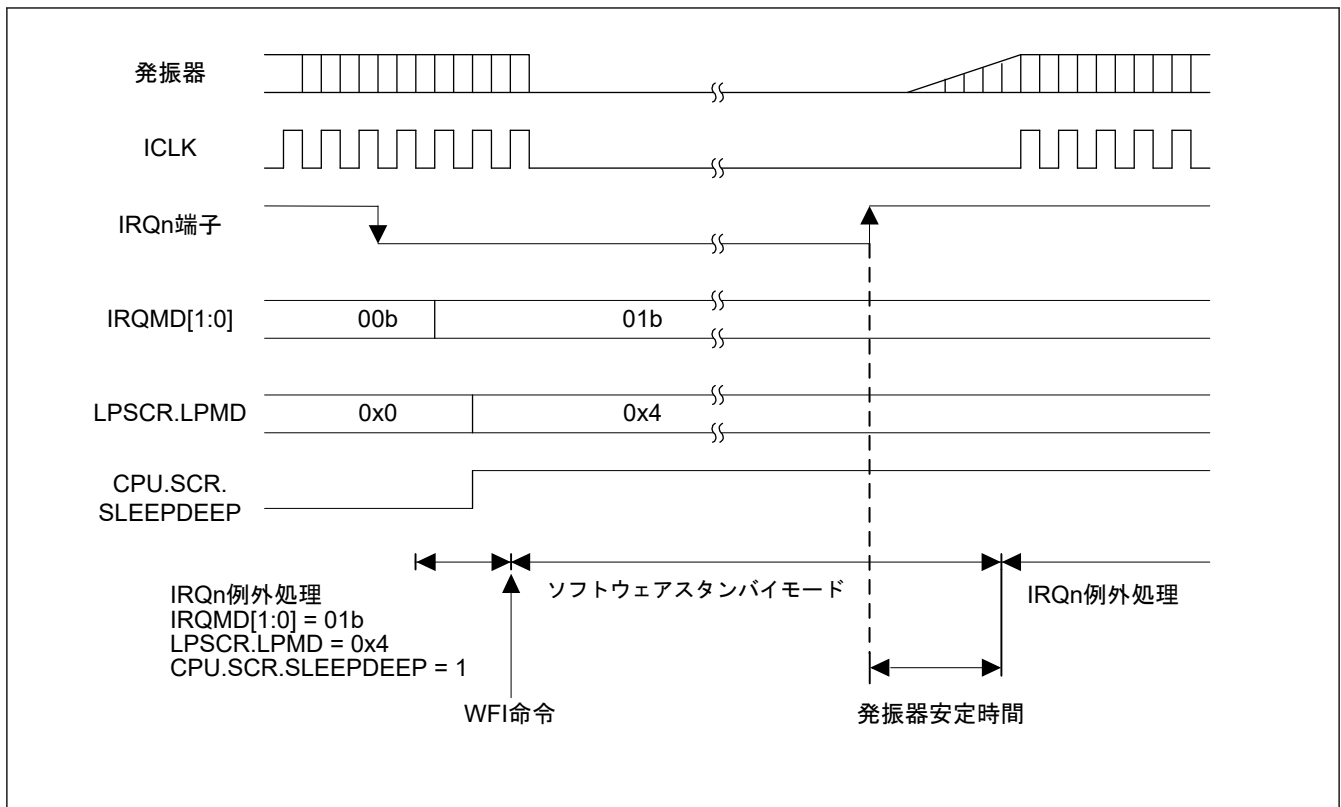 発振器
ICLK
IRQn端子
IRQMD[1:0]
00b
01b
LPSCR.LPMD
0x0
0x4
CPU.SCR.
SLEEPDEEP
IRQn例外処理
IRQMD[1:0] = 01b
LPSCR.LPMD = 0x4
CPU.SCR.SLEEPDEEP = 1
ソフトウェアスタンバイモード
IRQn例外処理
WFI命令
発振器安定時間